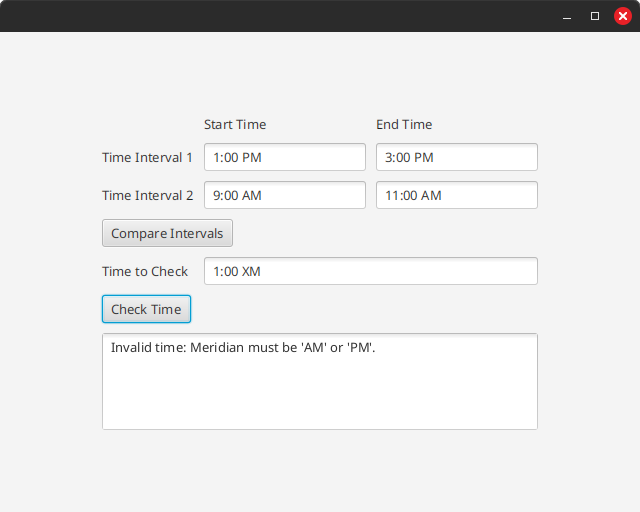 Start Time End Time
Time Interval 1 1:00 PM 3:00 PM
Time Interval 2 9:00 AM 11:00 AM
Compare Intervals
Time to Check 1:00 XM
Check Time
Invalid time: Meridian must be 'AM' or 'PM'.